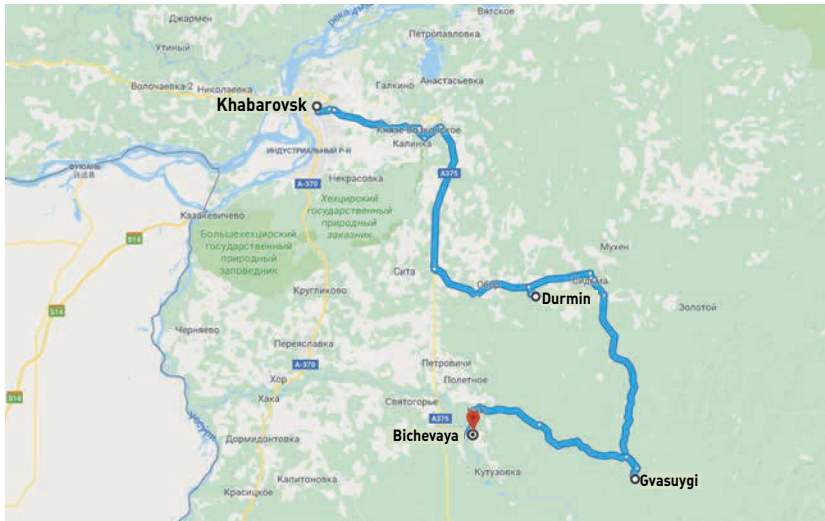 Джармен
Вятское
Утиный
Петропавловка
Волочаевка-2
Николаевка
Галкино
Анастасьевка
Khabarovsk
Князе-Волконское
Калинка
ИНДУСТРИАЛЬНЫЙ Р-Н
ФУЮАНЬ
A-370
A375
Некрасовка
Хехцирский
государственный
природный
заказник
Казакевичево
S14
Большехехцирский
государственный
природный
заповедник
Сита
Мухен
Обор
Сидима
S14
Кругликово
Durmin
Золотой
S14
Черняево
Переяславка
A-370
Петровичи
Хор
Полетное
S14
Хака
Святогорье
A375
Bichevaya
Дормидонтовка
Кутузовка
Капитоновка
Gvasuygi
Красицкое